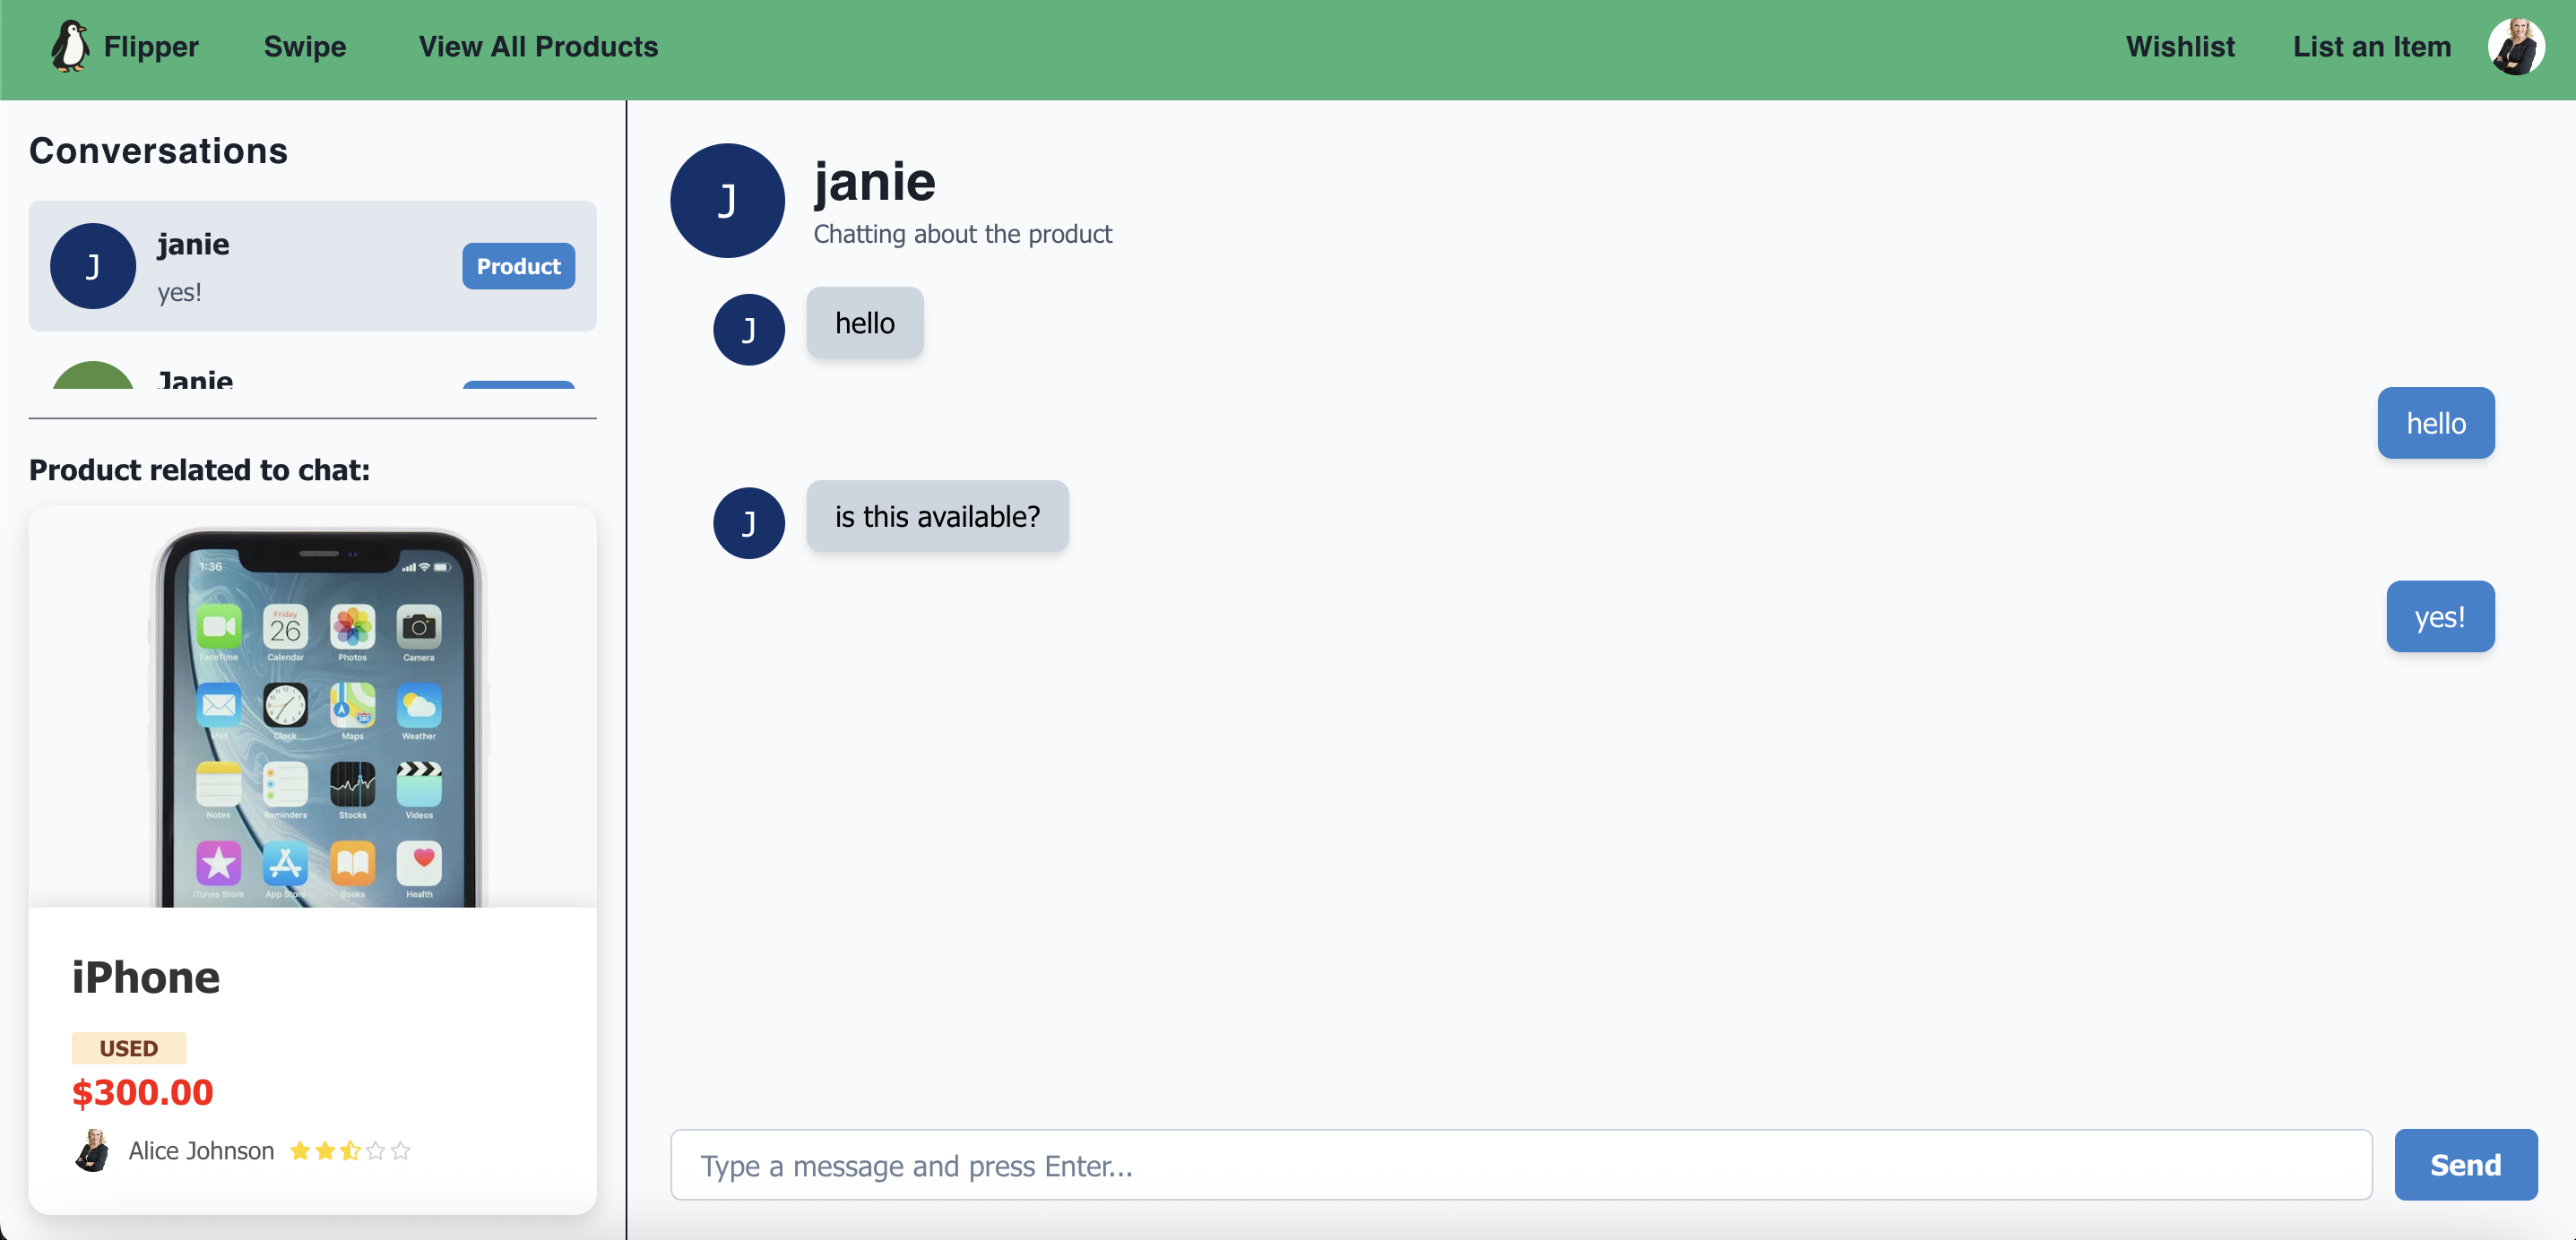 Flipper
Swipe
View All Products
Wishlist
List an Item
Conversations
J
janie
yes!
Product
Janie
Product related to chat:
1:36
FaceTime
Friday
26
Calendar
Photos
Camera
Mail
Clock
Maps
280
Weather
Notes
Reminders
Stocks
Videos
iTunes Store
App Store
Books
Health
iPhone
USED
$300.00
Alice Johnson
J
janie
Chatting about the product
J
hello
hello
J
is this available?
yes!
Type a message and press Enter...
Send